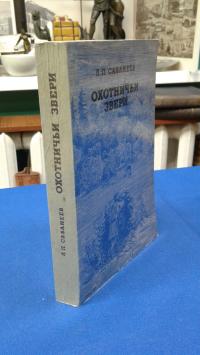 Л.П. САБАНЕЕВ
ОХОТНИЧЬИ
ЗВЕРИ
Л.П. САБАНЕЕВ ОХОТНИЧЬИ ЗВЕРИ